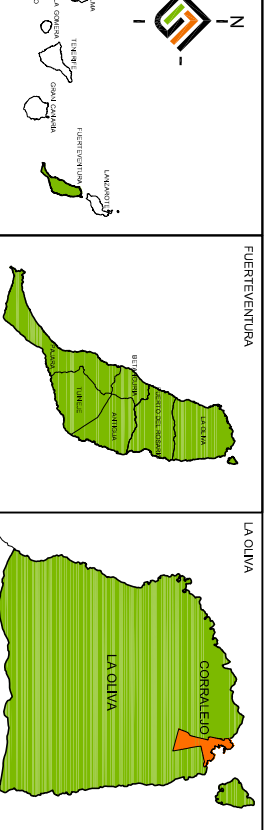 N
LA GOMERA
TENERIFE
GRAN CANARIA
FUERTEVENTURA
LANZAROTE
FUERTEVENTURA
LA OLIVA
PUERTO DEL ROSARIO
BETANCURIA
ANTIGUA
TUINEJE
PAJARA
LA OLIVA
CORRALEJO
LA OLIVA